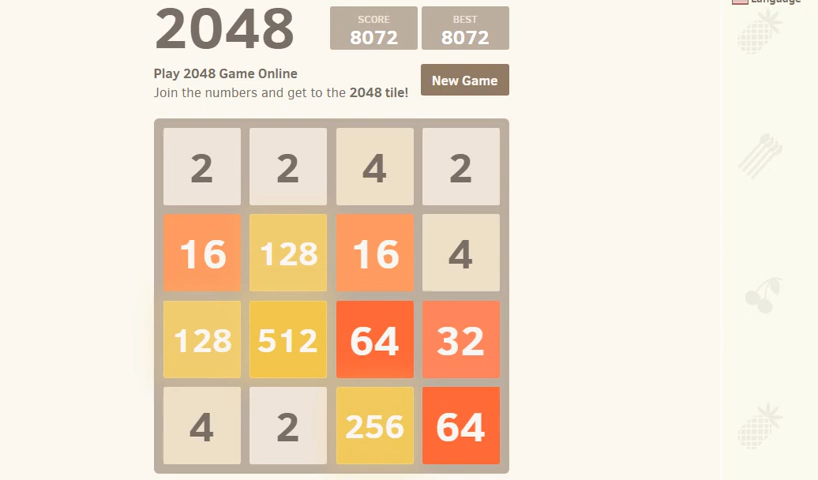 Language
2048
SCORE
8072
BEST
8072
Play 2048 Game Online
Join the numbers and get to the 2048 tile!
New Game
2 2 4 2
16 128 16 4
128 512 64 32
4 2 256 64